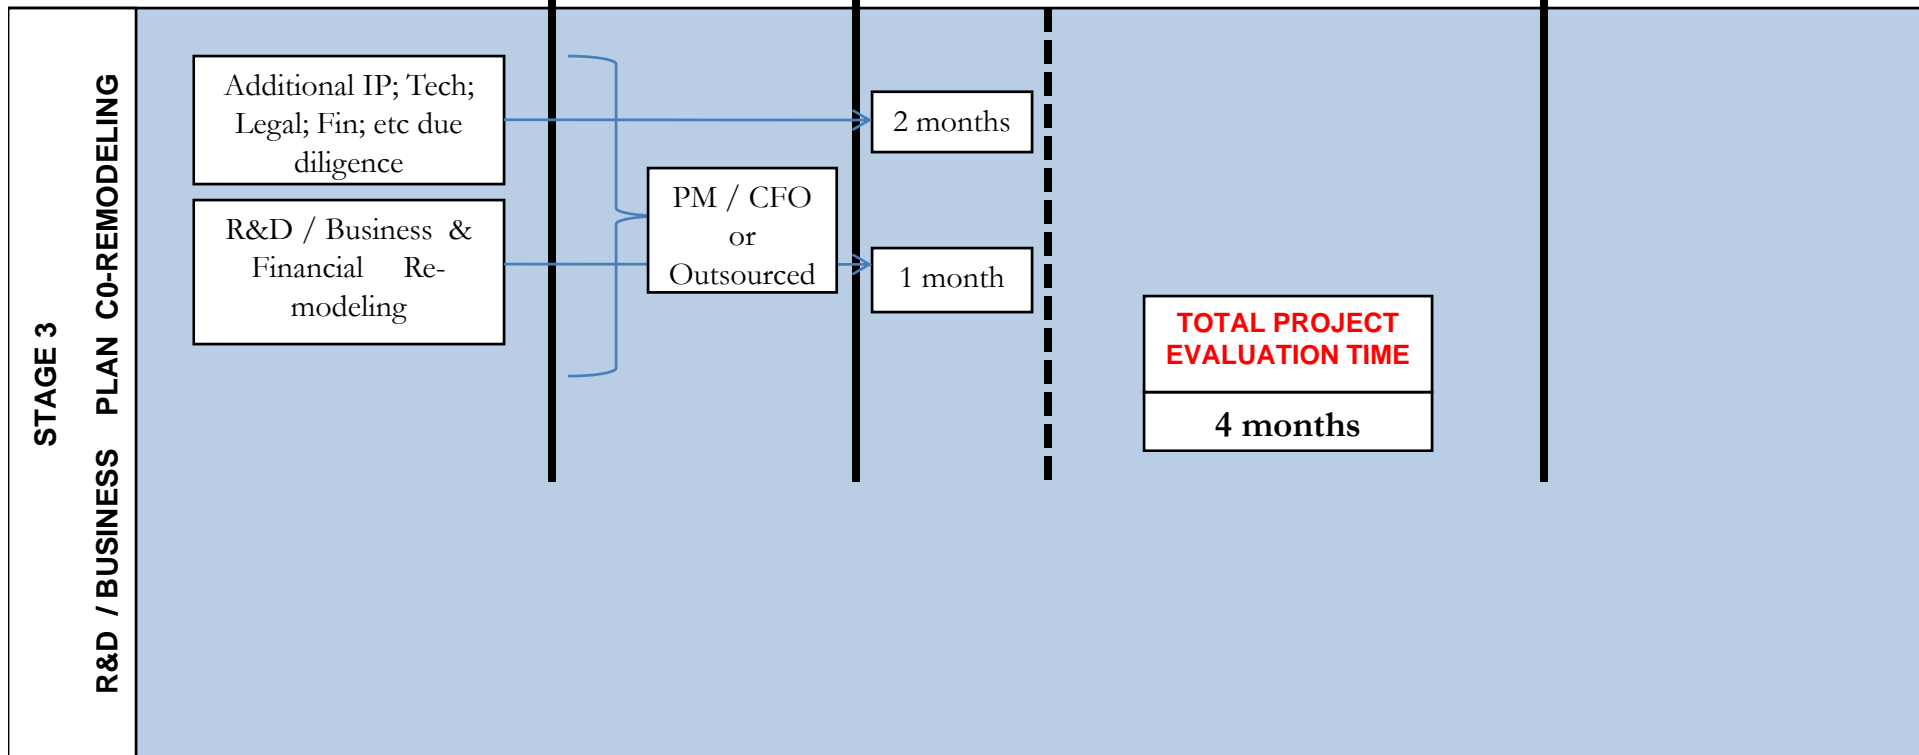 STAGE 3
R&D / BUSINESS PLAN C0-REMODELING
Additional IP; Tech;
Legal; Fin; etc due
diligence
R&D / Business &
Financial Re-
modeling
PM / CFO
or
Outsourced
2 months
1 month
TOTAL PROJECT
EVALUATION TIME
4 months